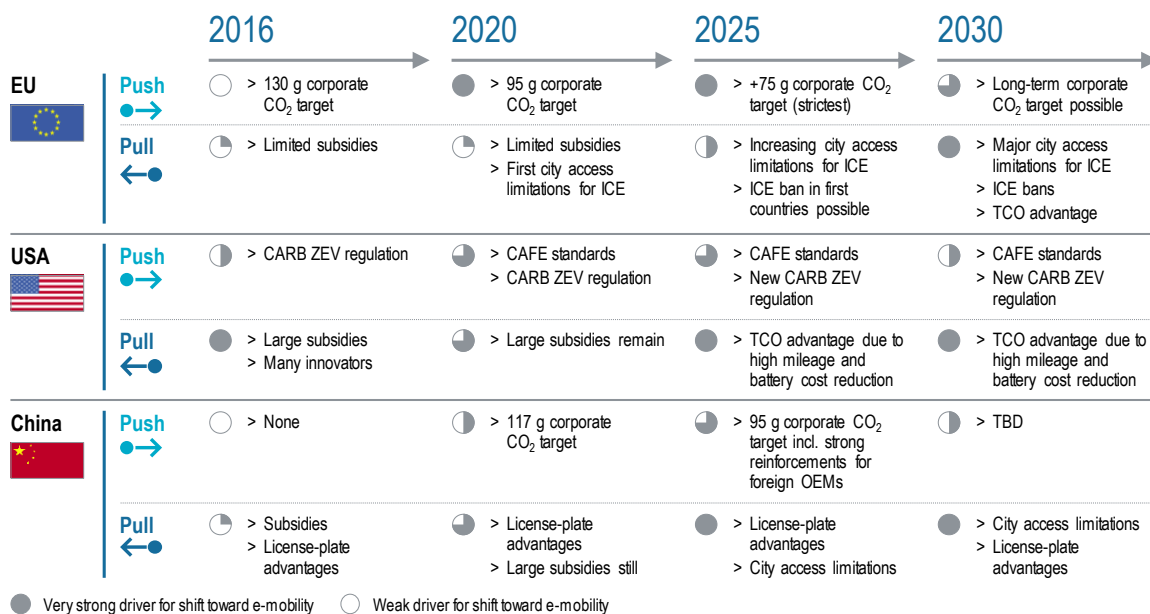 2016 2020 2025 2030
EU
Push
> 130 g corporate
CO₂ target
> 95 g corporate
CO₂ target
> +75 g corporate CO₂
target (strictest)
> Long-term corporate
CO₂ target possible
Pull
> Limited subsidies
> Limited subsidies
> First city access
limitations for ICE
> Increasing city access
limitations for ICE
> ICE ban in first
countries possible
> Major city access
limitations for ICE
> ICE bans
> TCO advantage
USA
Push
> CARB ZEV regulation
> CAFE standards
> CARB ZEV regulation
> CAFE standards
> New CARB ZEV
regulation
> CAFE standards
> New CARB ZEV
regulation
Pull
> Large subsidies
> Many innovators
> Large subsidies remain
> TCO advantage due to
high mileage and
battery cost reduction
> TCO advantage due to
high mileage and
battery cost reduction
China
Push
> None
> 117 g corporate
CO₂ target
> 95 g corporate CO₂
target incl. strong
reinforcements for
foreign OEMs
> TBD
Pull
> Subsidies
> License-plate
advantages
> License-plate
advantages
> Large subsidies still
> License-plate
advantages
> City access limitations
> City access limitations
> License-plate
advantages
Very strong driver for shift toward e-mobility
Weak driver for shift toward e-mobility